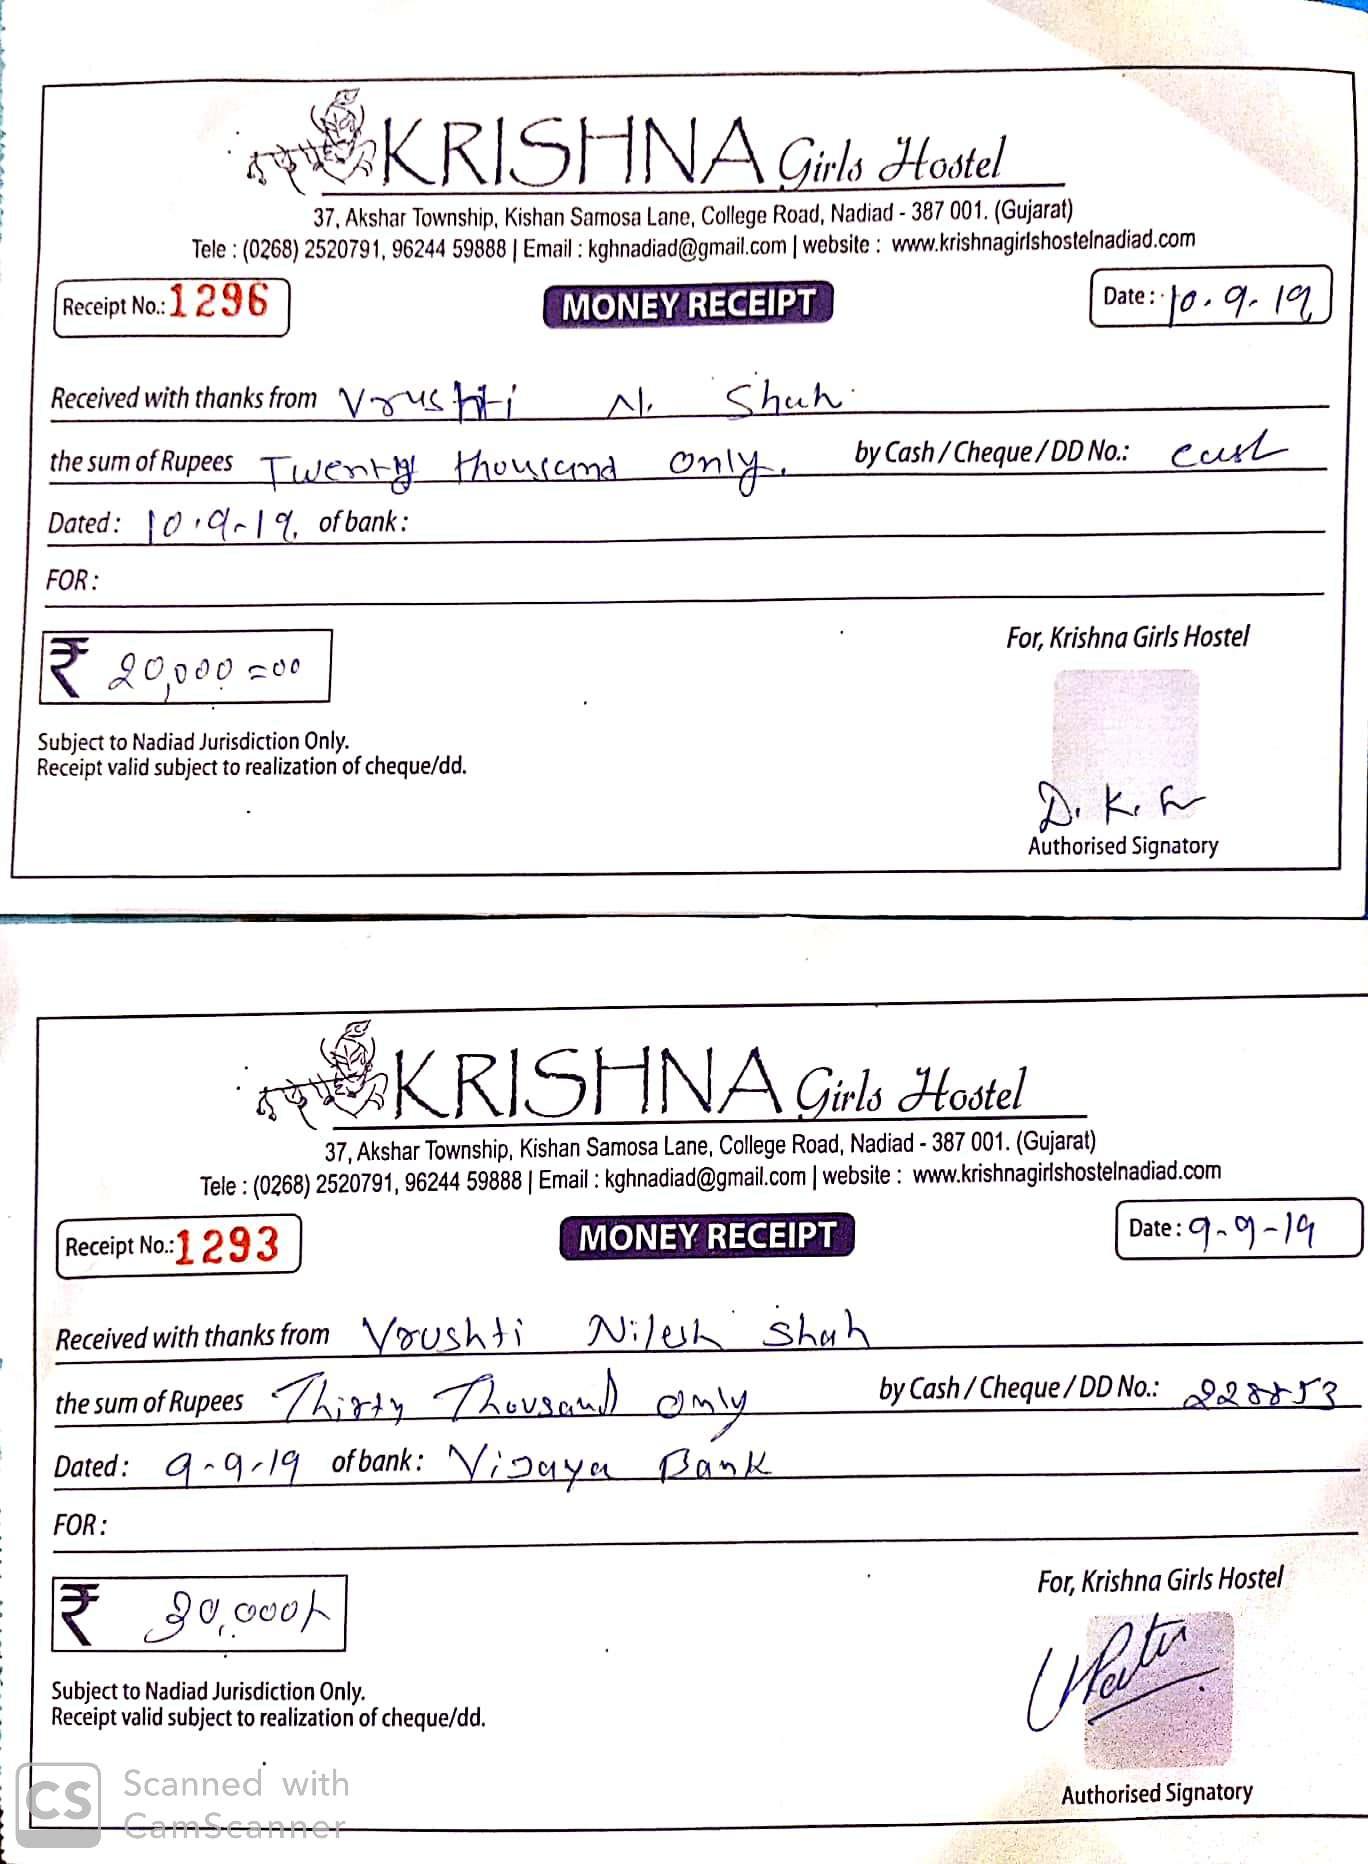 KRISHNA Girls Hostel
37, Akshar Township, Kishan Samosa Lane, College Road, Nadiad - 387 001. (Gujarat)
Tele : (0268) 2520791, 96244 59888 | Email : kghnadiad@gmail.com | website : www.krishnagirlshostelnadiad.com
Receipt No.: 1296 MONEY RECEIPT Date : 10.9.19
Received with thanks from Vrushti N. Shah
the sum of Rupees Twenty thousand only. by Cash / Cheque / DD No.: cash
Dated : 10.9-19. of bank :
FOR :
For, Krishna Girls Hostel
₹ 20,000=00
Subject to Nadiad Jurisdiction Only.
Receipt valid subject to realization of cheque/dd.
D. K.
Authorised Signatory
KRISHNA Girls Hostel
37, Akshar Township, Kishan Samosa Lane, College Road, Nadiad - 387 001. (Gujarat)
Tele : (0268) 2520791, 96244 59888 | Email : kghnadiad@gmail.com | website : www.krishnagirlshostelnadiad.com
Receipt No.: 1293 MONEY RECEIPT Date : 9-9-19
Received with thanks from Vrushti Nilesh Shah
the sum of Rupees Thirty Thousand only by Cash / Cheque / DD No.: 228853
Dated : 9-9-19 of bank : Vijaya Bank
FOR :
For, Krishna Girls Hostel
₹ 30,000/-
Subject to Nadiad Jurisdiction Only.
Receipt valid subject to realization of cheque/dd.
Authorised Signatory
CS Scanned with
CamScanner